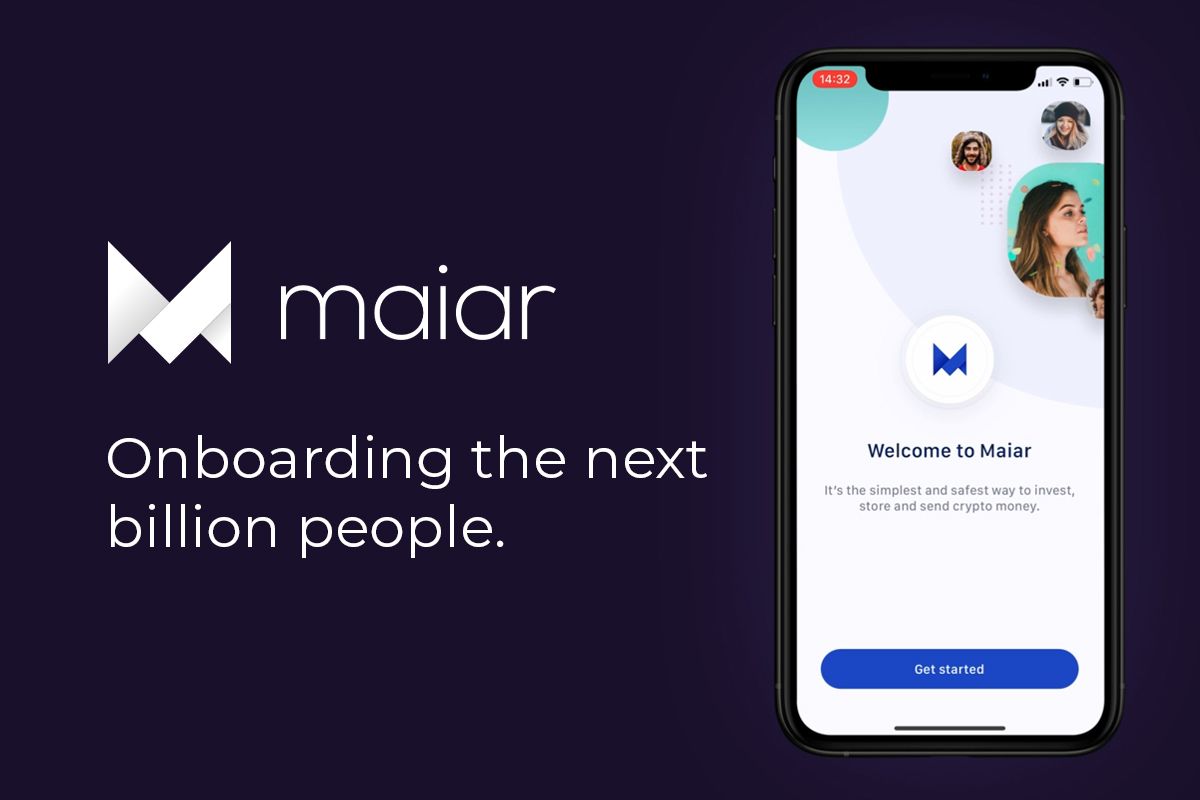 maiar
Onboarding the next
billion people.
14:32
Welcome to Maiar
It's the simplest and safest way to invest,
store and send crypto money.
Get started